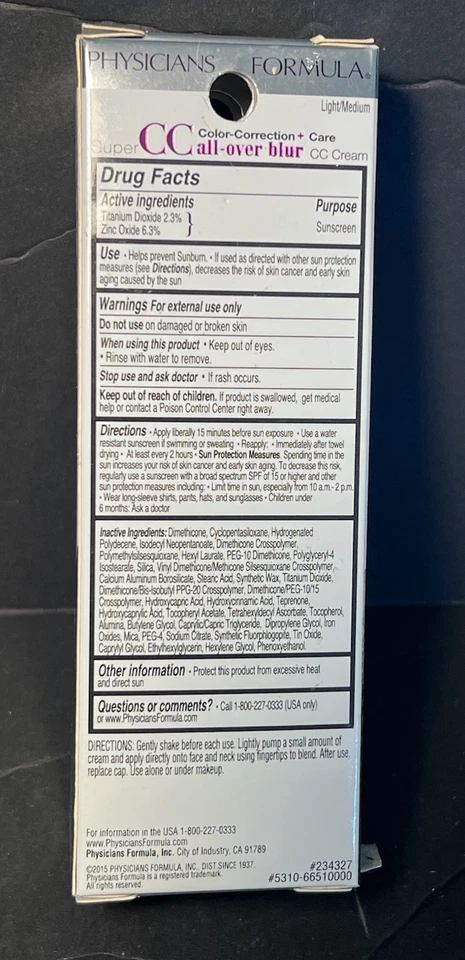 PHYSICIANS FORMULA®
Light/Medium
Super CC Color-Correction + Care
all-over blur CC Cream
Drug Facts
Active ingredients Purpose
Titanium Dioxide 2.3% }
Zinc Oxide 6.3% Sunscreen
Use • Helps prevent Sunburn. • If used as directed with other sun protection
measures (see Directions), decreases the risk of skin cancer and early skin
aging caused by the sun
Warnings For external use only
Do not use on damaged or broken skin
When using this product • Keep out of eyes.
• Rinse with water to remove.
Stop use and ask doctor • If rash occurs.
Keep out of reach of children. If product is swallowed, get medical
help or contact a Poison Control Center right away.
Directions • Apply liberally 15 minutes before sun exposure • Use a water
resistant sunscreen if swimming or sweating • Reapply: • Immediately after towel
drying • At least every 2 hours • Sun Protection Measures. Spending time in the
sun increases your risk of skin cancer and early skin aging. To decrease this risk,
regularly use a sunscreen with a broad spectrum SPF of 15 or higher and other
sun protection measures including: • Limit time in sun, especially from 10 a.m.- 2 p.m.
• Wear long-sleeve shirts, pants, hats, and sunglasses • Children under
6 months: Ask a doctor
Inactive Ingredients: Dimethicone, Cyclopentasiloxane, Hydrogenated
Polydecene, Isodecyl Neopentanoate, Dimethicone Crosspolymer,
Polymethylsilsesquioxane, Hexyl Laurate, PEG-10 Dimethicone, Polyglyceryl-4
Isostearate, Silica, Vinyl Dimethicone/Methicone Silsesquioxane Crosspolymer,
Calcium Aluminum Borosilicate, Stearic Acid, Synthetic Wax, Titanium Dioxide,
Dimethicone/Bis-Isobutyl PPG-20 Crosspolymer, Dimethicone/PEG-10/15
Crosspolymer, Hydroxycapric Acid, Hydroxycinnamic Acid, Teprenone,
Hydroxycaprylic Acid, Tocopheryl Acetate, Tetrahexyldecyl Ascorbate, Tocopherol,
Alumina, Butylene Glycol, Caprylic/Capric Triglyceride, Dipropylene Glycol, Iron
Oxides, Mica, PEG-4, Sodium Citrate, Synthetic Fluorphlogopite, Tin Oxide,
Caprylyl Glycol, Ethylhexylglycerin, Hexylene Glycol, Phenoxyethanol.
Other information • Protect this product from excessive heat
and direct sun
Questions or comments? • Call 1-800-227-0333 (USA only)
or www.PhysiciansFormula.com
DIRECTIONS: Gently shake before each use. Lightly pump a small amount of
cream and apply directly onto face and neck using fingertips to blend. After use,
replace cap. Use alone or under makeup.
For information in the USA 1-800-227-0333
www.PhysiciansFormula.com
Physicians Formula, Inc. City of Industry, CA 91789
©2015 PHYSICIANS FORMULA, INC., DIST. SINCE 1937. #234327
Physicians Formula is a registered trademark. #5310-66510000
All rights reserved.